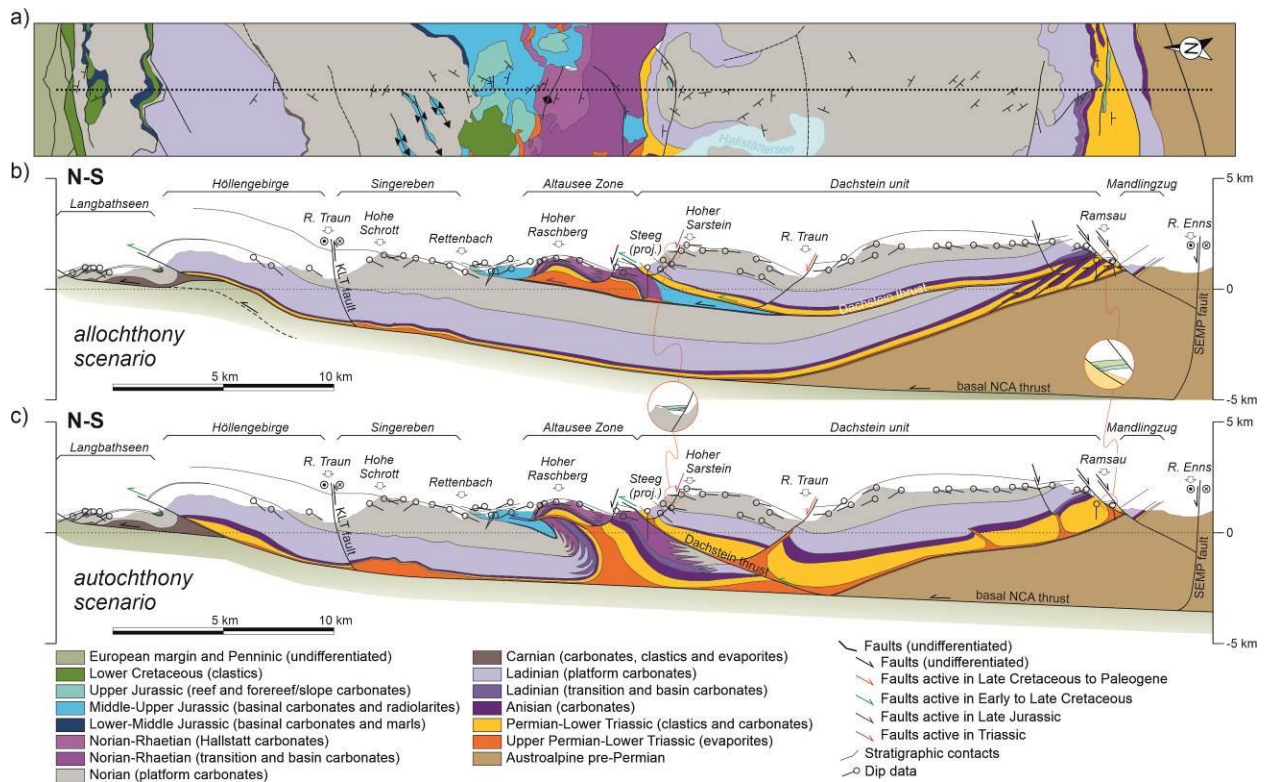 a)
N
Hallstättersee
b)
N-S
5 km
Höllengebirge
Singereben
Altausee Zone
Dachstein unit
Mandlingzug
Langbathseen
R. Traun
Hohe Schrott
Rettenbach
Hoher Raschberg
Steeg (proj.)
Hoher Sarstein
R. Traun
Ramsau
R. Enns
KLT fault
Dachstein thrust
0
SEMP fault
allochthony
scenario
5 km
10 km
basal NCA thrust
-5 km
c)
N-S
5 km
Höllengebirge
Singereben
Altausee Zone
Dachstein unit
Mandlingzug
Langbathseen
R. Traun
Hohe Schrott
Rettenbach
Hoher Raschberg
Steeg (proj.)
Hoher Sarstein
R. Traun
Ramsau
R. Enns
KLT fault
Dachstein thrust
0
SEMP fault
autochthony
scenario
basal NCA thrust
5 km
10 km
-5 km
European margin and Penninic (undifferentiated)
Lower Cretaceous (clastics)
Upper Jurassic (reef and forereef/slope carbonates)
Middle-Upper Jurassic (basinal carbonates and radiolarites)
Lower-Middle Jurassic (basinal carbonates and marls)
Norian-Rhaetian (Hallstatt carbonates)
Norian-Rhaetian (transition and basin carbonates)
Norian (platform carbonates)
Carnian (carbonates, clastics and evaporites)
Ladinian (platform carbonates)
Ladinian (transition and basin carbonates)
Anisian (carbonates)
Permian-Lower Triassic (clastics and carbonates)
Upper Permian-Lower Triassic (evaporites)
Austroalpine pre-Permian
Faults (undifferentiated)
Faults (undifferentiated)
Faults active in Late Cretaceous to Paleogene
Faults active in Early to Late Cretaceous
Faults active in Late Jurassic
Faults active in Triassic
Stratigraphic contacts
Dip data